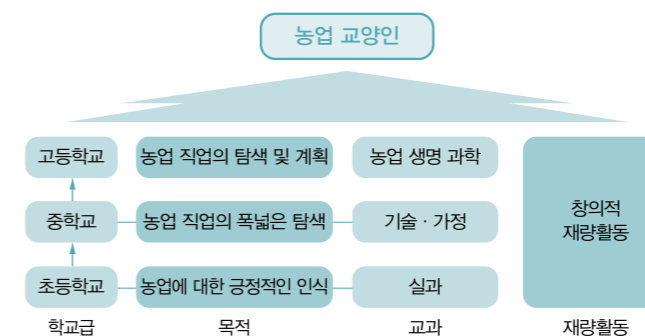 농업 교양인
고등학교 농업 직업의 탐색 및 계획 농업 생명 과학
중학교 농업 직업의 폭넓은 탐색 기술 · 가정
초등학교 농업에 대한 긍정적인 인식 실과
창의적
재량활동
학교급 목적 교과 재량활동